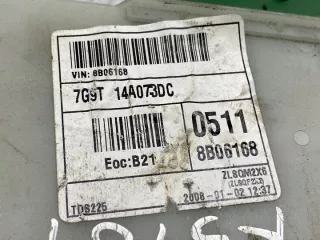 VIN: 8B06168
7G9T 14A073DC
0511
Eoc:B21
8B06168
ZL8QM2X6
TDS225
2008-01-02 12:37